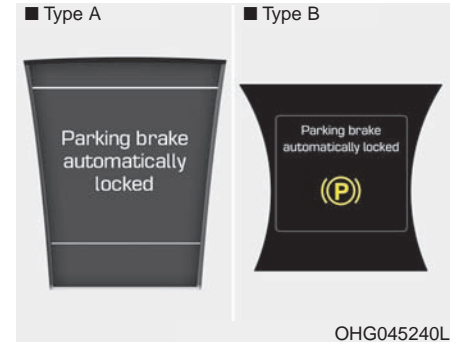 ■ Type A
■ Type B
Parking brake
automatically
locked
Parking brake
automatically locked
((P))
OHG045240L